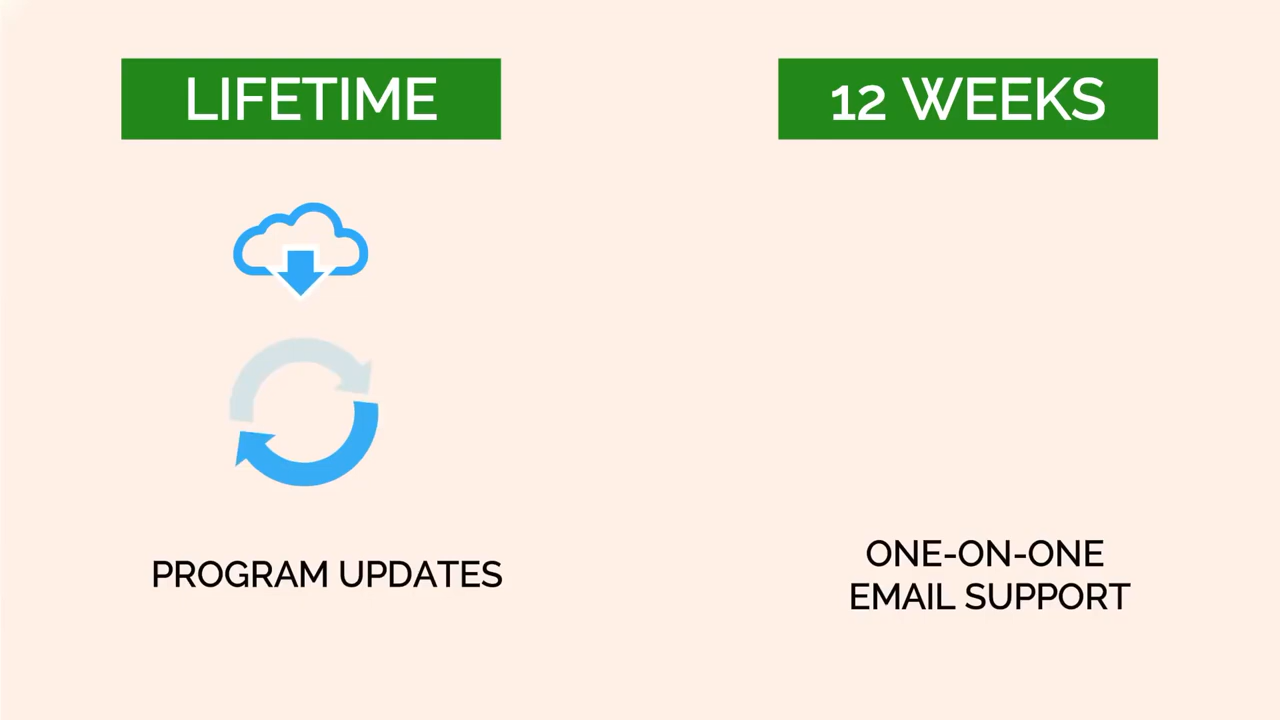 LIFETIME
12 WEEKS
PROGRAM UPDATES
ONE-ON-ONE
EMAIL SUPPORT